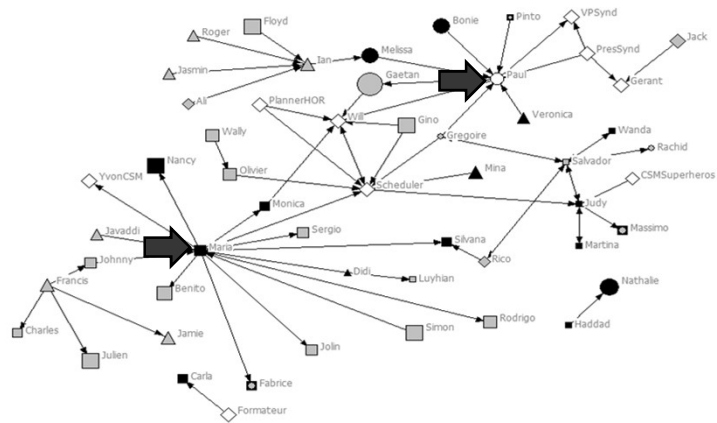 Floyd
Bonie
Pinto
VPSynd
Roger
PresSynd
Jack
Ian
Melissa
Jasmin
Gaetan
Paul
Gerant
Ali
PlannerHOR
Will
Gino
Veronica
Wally
Gregoire
Wanda
Rachid
Nancy
Olivier
Mina
Salvador
YvonCSM
Scheduler
CSMSuperheros
Monica
Judy
Javaddi
Sergio
Massimo
Maria
Silvana
Martina
Johnny
Rico
Francis
Didi
Luyhian
Nathalie
Benito
Rodrigo
Haddad
Charles
Jamie
Simon
Julien
Jolin
Carla
Fabrice
Formateur